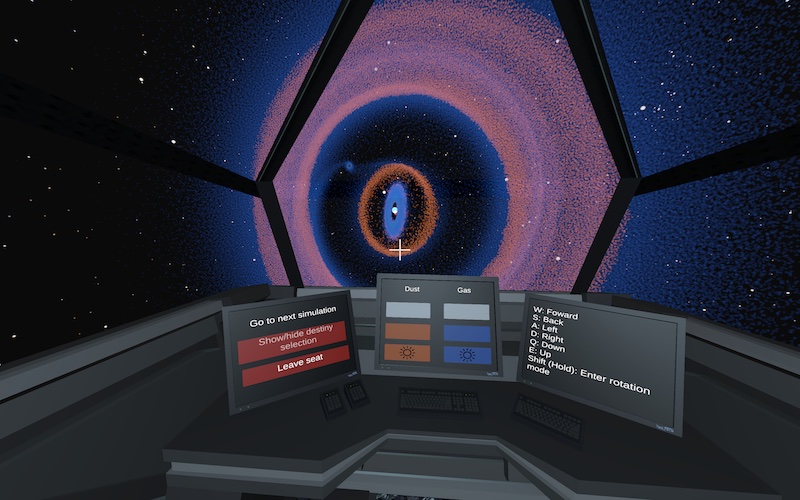 Go to next simulation
Show/hide destiny
selection
Leave seat
Dust
Gas
W: Foward
S: Back
A: Left
D: Right
Q: Down
E: Up
Shift (Hold): Enter rotation
mode